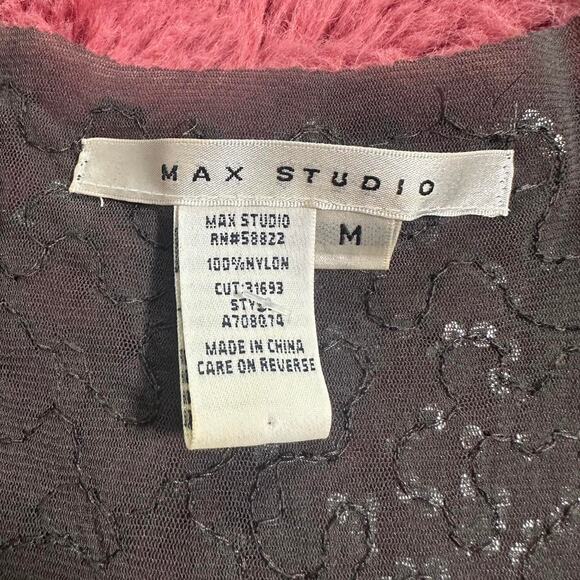 MAX STUDIO
M
MAX STUDIO
RN#58822
100%NYLON
CUT:31693
A708074
MADE IN CHINA
CARE ON REVERSE